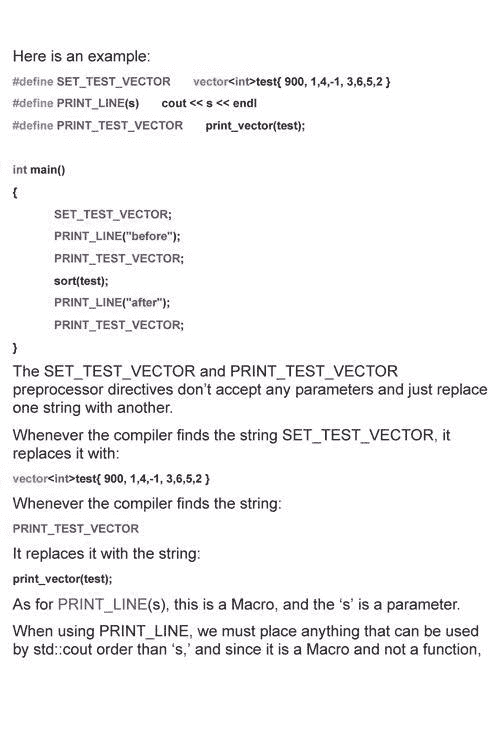 Here is an example:
#define SET_TEST_VECTOR vector<int>test{ 900, 1,4,-1, 3,6,5,2 }
#define PRINT_LINE(s) cout << s << endl
#define PRINT_TEST_VECTOR print_vector(test);
int main()
{
SET_TEST_VECTOR;
PRINT_LINE("before");
PRINT_TEST_VECTOR;
sort(test);
PRINT_LINE("after");
PRINT_TEST_VECTOR;
}
The SET_TEST_VECTOR and PRINT_TEST_VECTOR
preprocessor directives don’t accept any parameters and just replace
one string with another.
Whenever the compiler finds the string SET_TEST_VECTOR, it
replaces it with:
vector<int>test{ 900, 1,4,-1, 3,6,5,2 }
Whenever the compiler finds the string:
PRINT_TEST_VECTOR
It replaces it with the string:
print_vector(test);
As for PRINT_LINE(s), this is a Macro, and the ‘s’ is a parameter.
When using PRINT_LINE, we must place anything that can be used
by std::cout order than ‘s,’ and since it is a Macro and not a function,